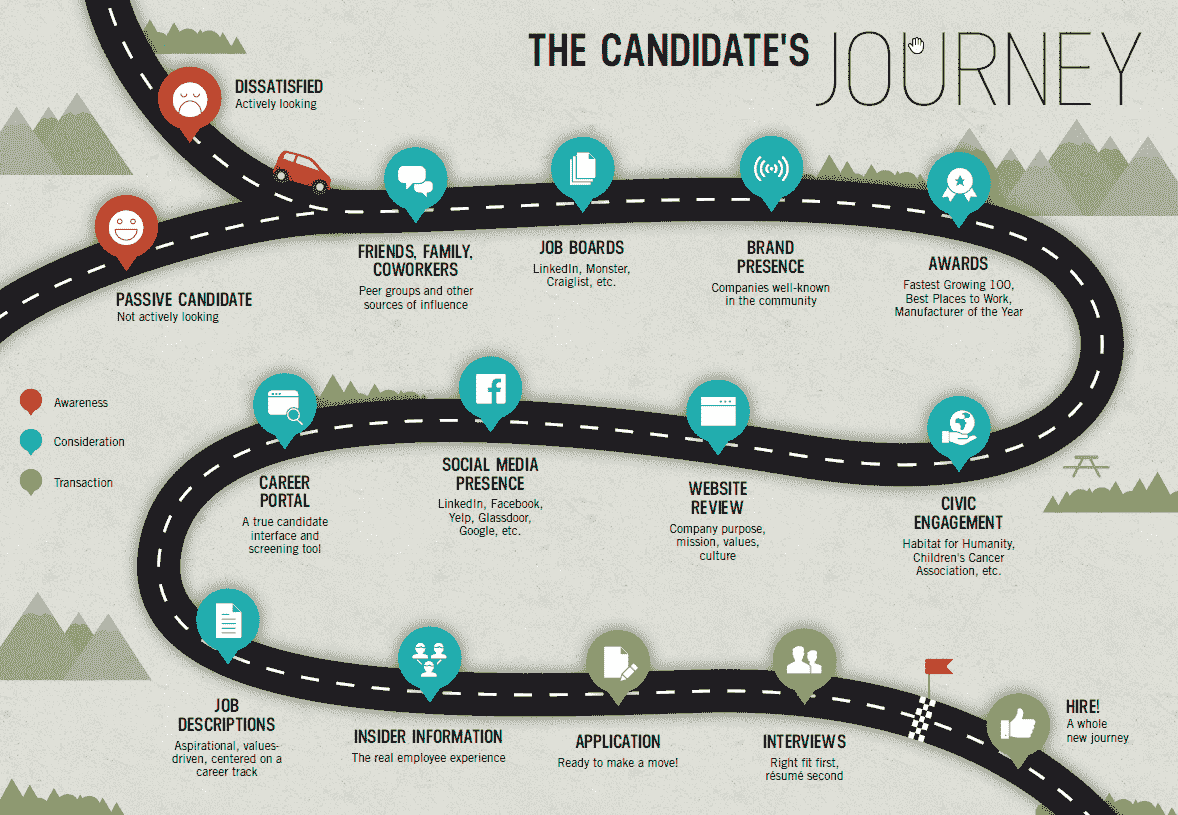 THE CANDIDATE'S JOURNEY
DISSATISFIED
Actively looking
PASSIVE CANDIDATE
Not actively looking
FRIENDS, FAMILY,
COWORKERS
Peer groups and other
sources of influence
JOB BOARDS
LinkedIn, Monster,
Craiglist, etc.
BRAND
PRESENCE
Companies well-known
in the community
AWARDS
Fastest Growing 100,
Best Places to Work,
Manufacturer of the Year
Awareness
Consideration
Transaction
CIVIC
ENGAGEMENT
Habitat for Humanity,
Children's Cancer
Association, etc.
WEBSITE
REVIEW
Company purpose,
mission, values,
culture
SOCIAL MEDIA
PRESENCE
LinkedIn, Facebook,
Yelp, Glassdoor,
Google, etc.
CAREER
PORTAL
A true candidate
interface and
screening tool
JOB
DESCRIPTIONS
Aspirational, values-
driven, centered on a
career track
INSIDER INFORMATION
The real employee experience
APPLICATION
Ready to make a move!
INTERVIEWS
Right fit first,
résumé second
HIRE!
A whole
new journey